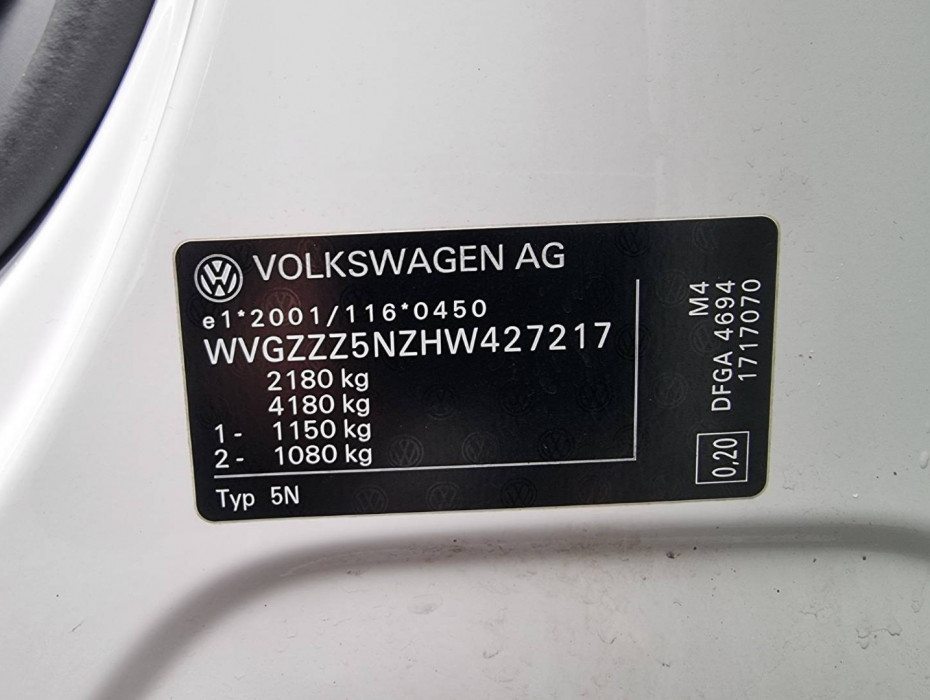 VOLKSWAGEN AG
e1*2001/116*0450
WVGZZZ5NZHW427217
2180 kg
4180 kg
1- 1150 kg
2- 1080 kg
Typ 5N
M4
DFGA 4694
1717070
0,20